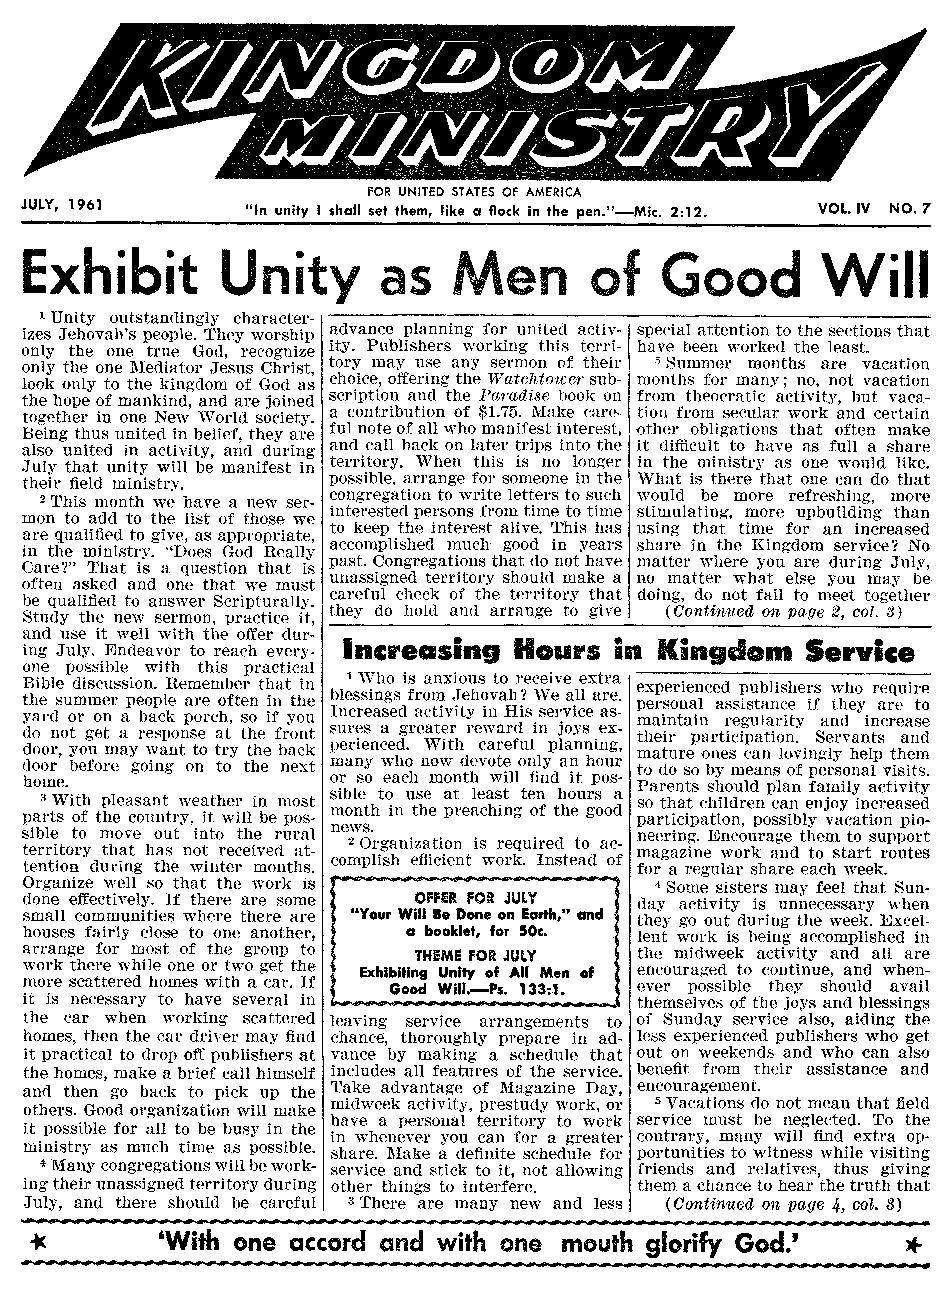 KINGDOM
MINISTRY
FOR UNITED STATES OF AMERICA
JULY, 1961
"In unity I shall set them, like a flock in the pen."—Mic. 2:12.
VOL. IV NO. 7
Exhibit Unity as Men of Good Will
1 Unity outstandingly character-
izes Jehovah's people. They worship
only the one true God, recognize
only the one Mediator Jesus Christ,
look only to the kingdom of God as
the hope of mankind, and are joined
together in one New World society.
Being thus united in belief, they are
also united in activity, and during
July that unity will be manifest in
their field ministry.
2 This month we have a new ser-
mon to add to the list of those we
are qualified to give, as appropriate,
in the ministry. "Does God Really
Care?" That is a question that is
often asked and one that we must
be qualified to answer Scripturally.
Study the new sermon, practice it,
and use it well with the offer dur-
ing July. Endeavor to reach every-
one possible with this practical
Bible discussion. Remember that in
the summer people are often in the
yard or on a back porch, so if you
do not get a response at the front
door, you may want to try the back
door before going on to the next
home.
3 With pleasant weather in most
parts of the country, it will be pos-
sible to move out into the rural
territory that has not received at-
tention during the winter months.
Organize well so that the work is
done effectively. If there are some
small communities where there are
houses fairly close to one another,
arrange for most of the group to
work there while one or two get the
more scattered homes with a car. If
it is necessary to have several in
the car when working scattered
homes, then the car driver may find
it practical to drop off publishers at
the homes, make a brief call himself
and then go back to pick up the
others. Good organization will make
it possible for all to be busy in the
ministry as much time as possible.
4 Many congregations will be work-
ing their unassigned territory during
July, and there should be careful
advance planning for united activ-
ity. Publishers working this terri-
tory may use any sermon of their
choice, offering the Watchtower sub-
scription and the Paradise book on
a contribution of $1.75. Make care-
ful note of all who manifest interest,
and call back on later trips into the
territory. When this is no longer
possible, arrange for someone in the
congregation to write letters to such
interested persons from time to time
to keep the interest alive. This has
accomplished much good in years
past. Congregations that do not have
unassigned territory should make a
careful check of the territory that
they do hold and arrange to give
special attention to the sections that
have been worked the least.
5 Summer months are vacation
months for many; no, not vacation
from theocratic activity, but vaca-
tion from secular work and certain
other obligations that often make
it difficult to have as full a share
in the ministry as one would like.
What is there that one can do that
would be more refreshing, more
stimulating, more upbuilding than
using that time for an increased
share in the Kingdom service? No
matter where you are during July,
no matter what else you may be
doing, do not fail to meet together
(Continued on page 2, col. 3)
Increasing Hours in Kingdom Service
1 Who is anxious to receive extra
blessings from Jehovah? We all are.
Increased activity in His service as-
sures a greater reward in joys ex-
perienced. With careful planning,
many who now devote only an hour
or so each month will find it pos-
sible to use at least ten hours a
month in the preaching of the good
news.
2 Organization is required to ac-
complish efficient work. Instead of
OFFER FOR JULY
"Your Will Be Done on Earth," and
a booklet, for 50c.
THEME FOR JULY
Exhibiting Unity of All Men of
Good Will.—Ps. 133:1.
leaving service arrangements to
chance, thoroughly prepare in ad-
vance by making a schedule that
includes all features of the service.
Take advantage of Magazine Day,
midweek activity, prestudy work, or
have a personal territory to work
in whenever you can for a greater
share. Make a definite schedule for
service and stick to it, not allowing
other things to interfere.
3 There are many new and less
experienced publishers who require
personal assistance if they are to
maintain regularity and increase
their participation. Servants and
mature ones can lovingly help them
to do so by means of personal visits.
Parents should plan family activity
so that children can enjoy increased
participation, possibly vacation pio-
neering. Encourage them to support
magazine work and to start routes
for a regular share each week.
4 Some sisters may feel that Sun-
day activity is unnecessary when
they go out during the week. Excel-
lent work is being accomplished in
the midweek activity and all are
encouraged to continue, and when-
ever possible they should avail
themselves of the joys and blessings
of Sunday service also, aiding the
less experienced publishers who get
out on weekends and who can also
benefit from their assistance and
encouragement.
5 Vacations do not mean that field
service must be neglected. To the
contrary, many will find extra op-
portunities to witness while visiting
friends and relatives, thus giving
them a chance to hear the truth that
(Continued on page 4, col. 3)
'With one accord and with one mouth glorify God.'